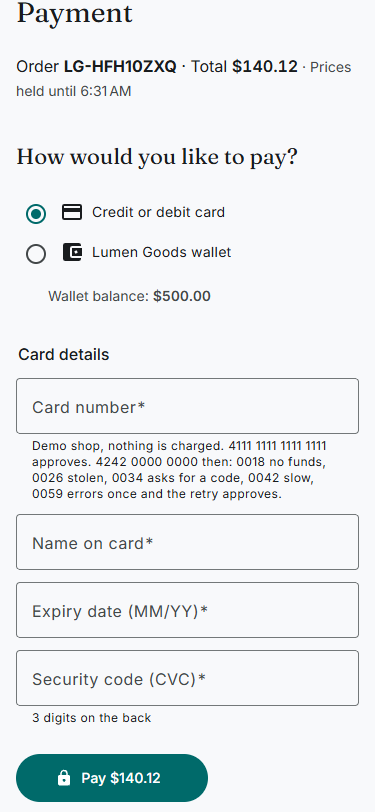 Payment
Order LG-HFH10ZXQ · Total $140.12 · Prices
held until 6:31 AM
How would you like to pay?
Credit or debit card
Lumen Goods wallet
Wallet balance: $500.00
Card details
Card number*
Demo shop, nothing is charged. 4111 1111 1111 1111
approves. 4242 0000 0000 then: 0018 no funds,
0026 stolen, 0034 asks for a code, 0042 slow,
0059 errors once and the retry approves.
Name on card*
Expiry date (MM/YY)*
Security code (CVC)*
3 digits on the back
Pay $140.12